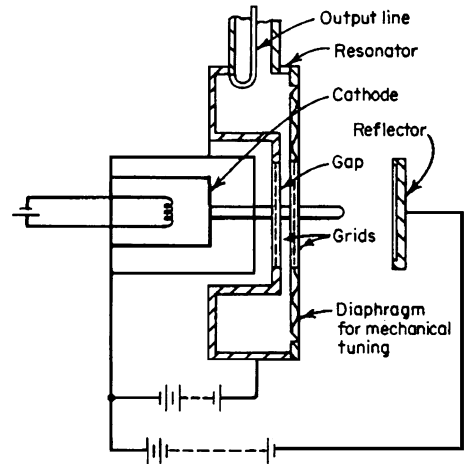 Output line
Resonator
Cathode
Reflector
Gap
Grids
Diaphragm
for mechanical
tuning